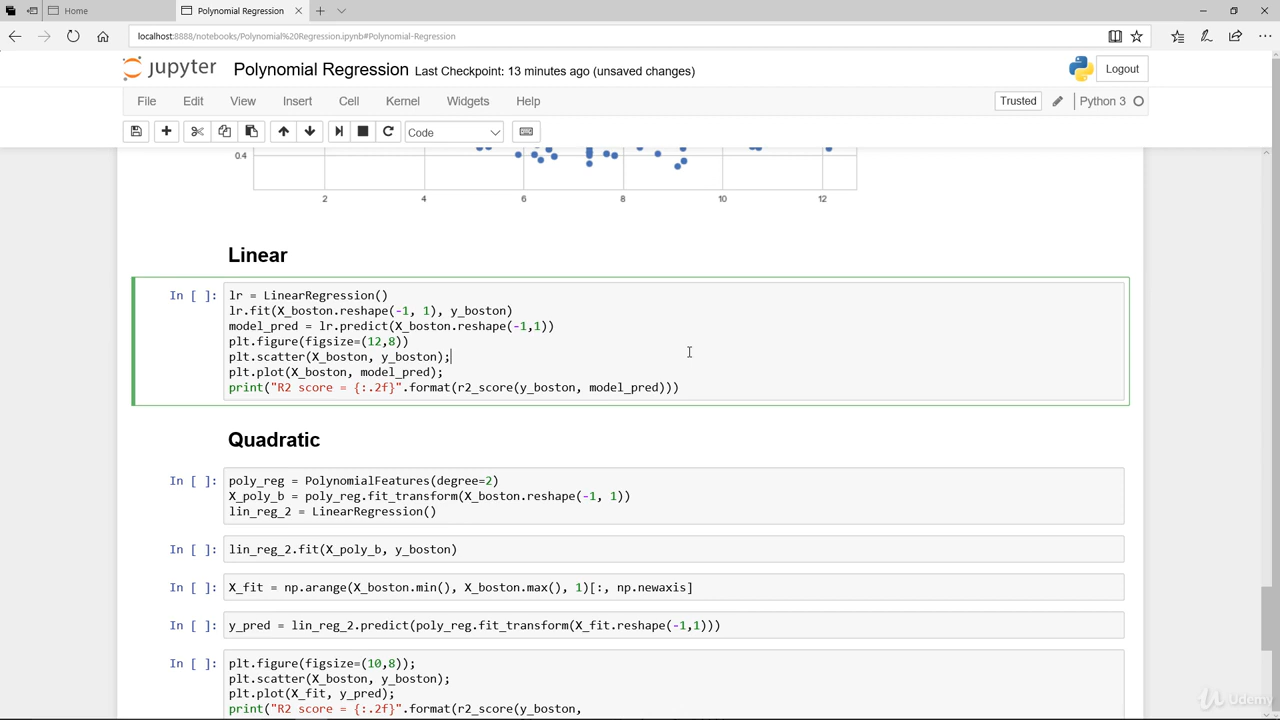 Home
Polynomial Regression
localhost:8888/notebooks/Polynomial%20Regression.ipynb#Polynomial-Regression
jupyter Polynomial Regression Last Checkpoint: 13 minutes ago (unsaved changes)
Logout
File Edit View Insert Cell Kernel Widgets Help
Trusted
Python 3
Code
0.4
2 4 6 8 10 12
Linear
In [ ]: lr = LinearRegression()
lr.fit(X_boston.reshape(-1, 1), y_boston)
model_pred = lr.predict(X_boston.reshape(-1,1))
plt.figure(figsize=(12,8))
plt.scatter(X_boston, y_boston);
plt.plot(X_boston, model_pred);
print("R2 score = {:.2f}".format(r2_score(y_boston, model_pred)))
Quadratic
In [ ]: poly_reg = PolynomialFeatures(degree=2)
X_poly_b = poly_reg.fit_transform(X_boston.reshape(-1, 1))
lin_reg_2 = LinearRegression()
In [ ]: lin_reg_2.fit(X_poly_b, y_boston)
In [ ]: X_fit = np.arange(X_boston.min(), X_boston.max(), 1)[:, np.newaxis]
In [ ]: y_pred = lin_reg_2.predict(poly_reg.fit_transform(X_fit.reshape(-1,1)))
In [ ]: plt.figure(figsize=(10,8));
plt.scatter(X_boston, y_boston);
plt.plot(X_fit, y_pred);
print("R2 score = {:.2f}".format(r2_score(y_boston,
Udemy